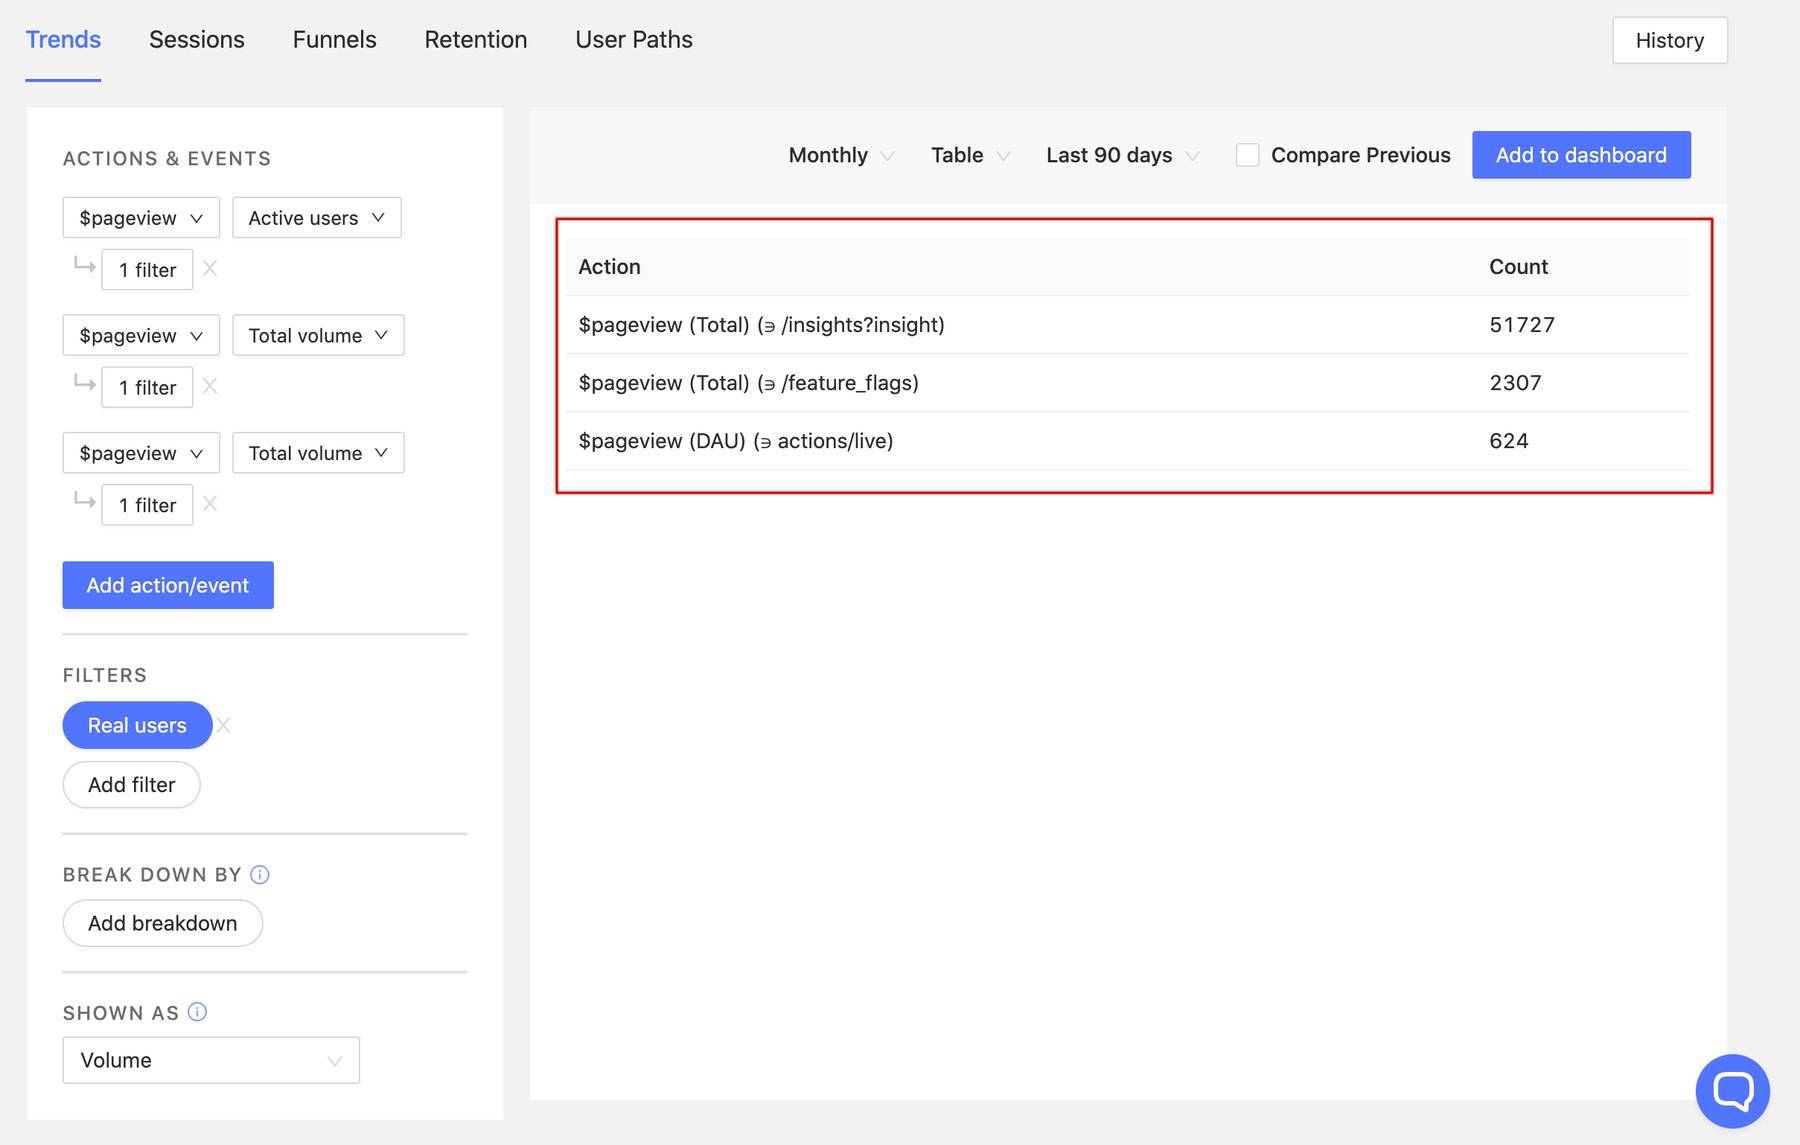 Trends Sessions Funnels Retention User Paths History
ACTIONS & EVENTS
$pageview Active users
1 filter
$pageview Total volume
1 filter
$pageview Total volume
1 filter
Add action/event
FILTERS
Real users
Add filter
BREAK DOWN BY
Add breakdown
SHOWN AS
Volume
Monthly Table Last 90 days Compare Previous Add to dashboard
Action Count
$pageview (Total) (∋ /insights?insight) 51727
$pageview (Total) (∋ /feature_flags) 2307
$pageview (DAU) (∋ actions/live) 624